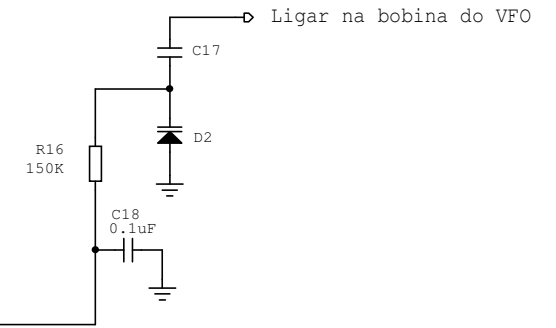 Ligar na bobina do VFO
C17
D2
R16
150K
C18
0.1uF